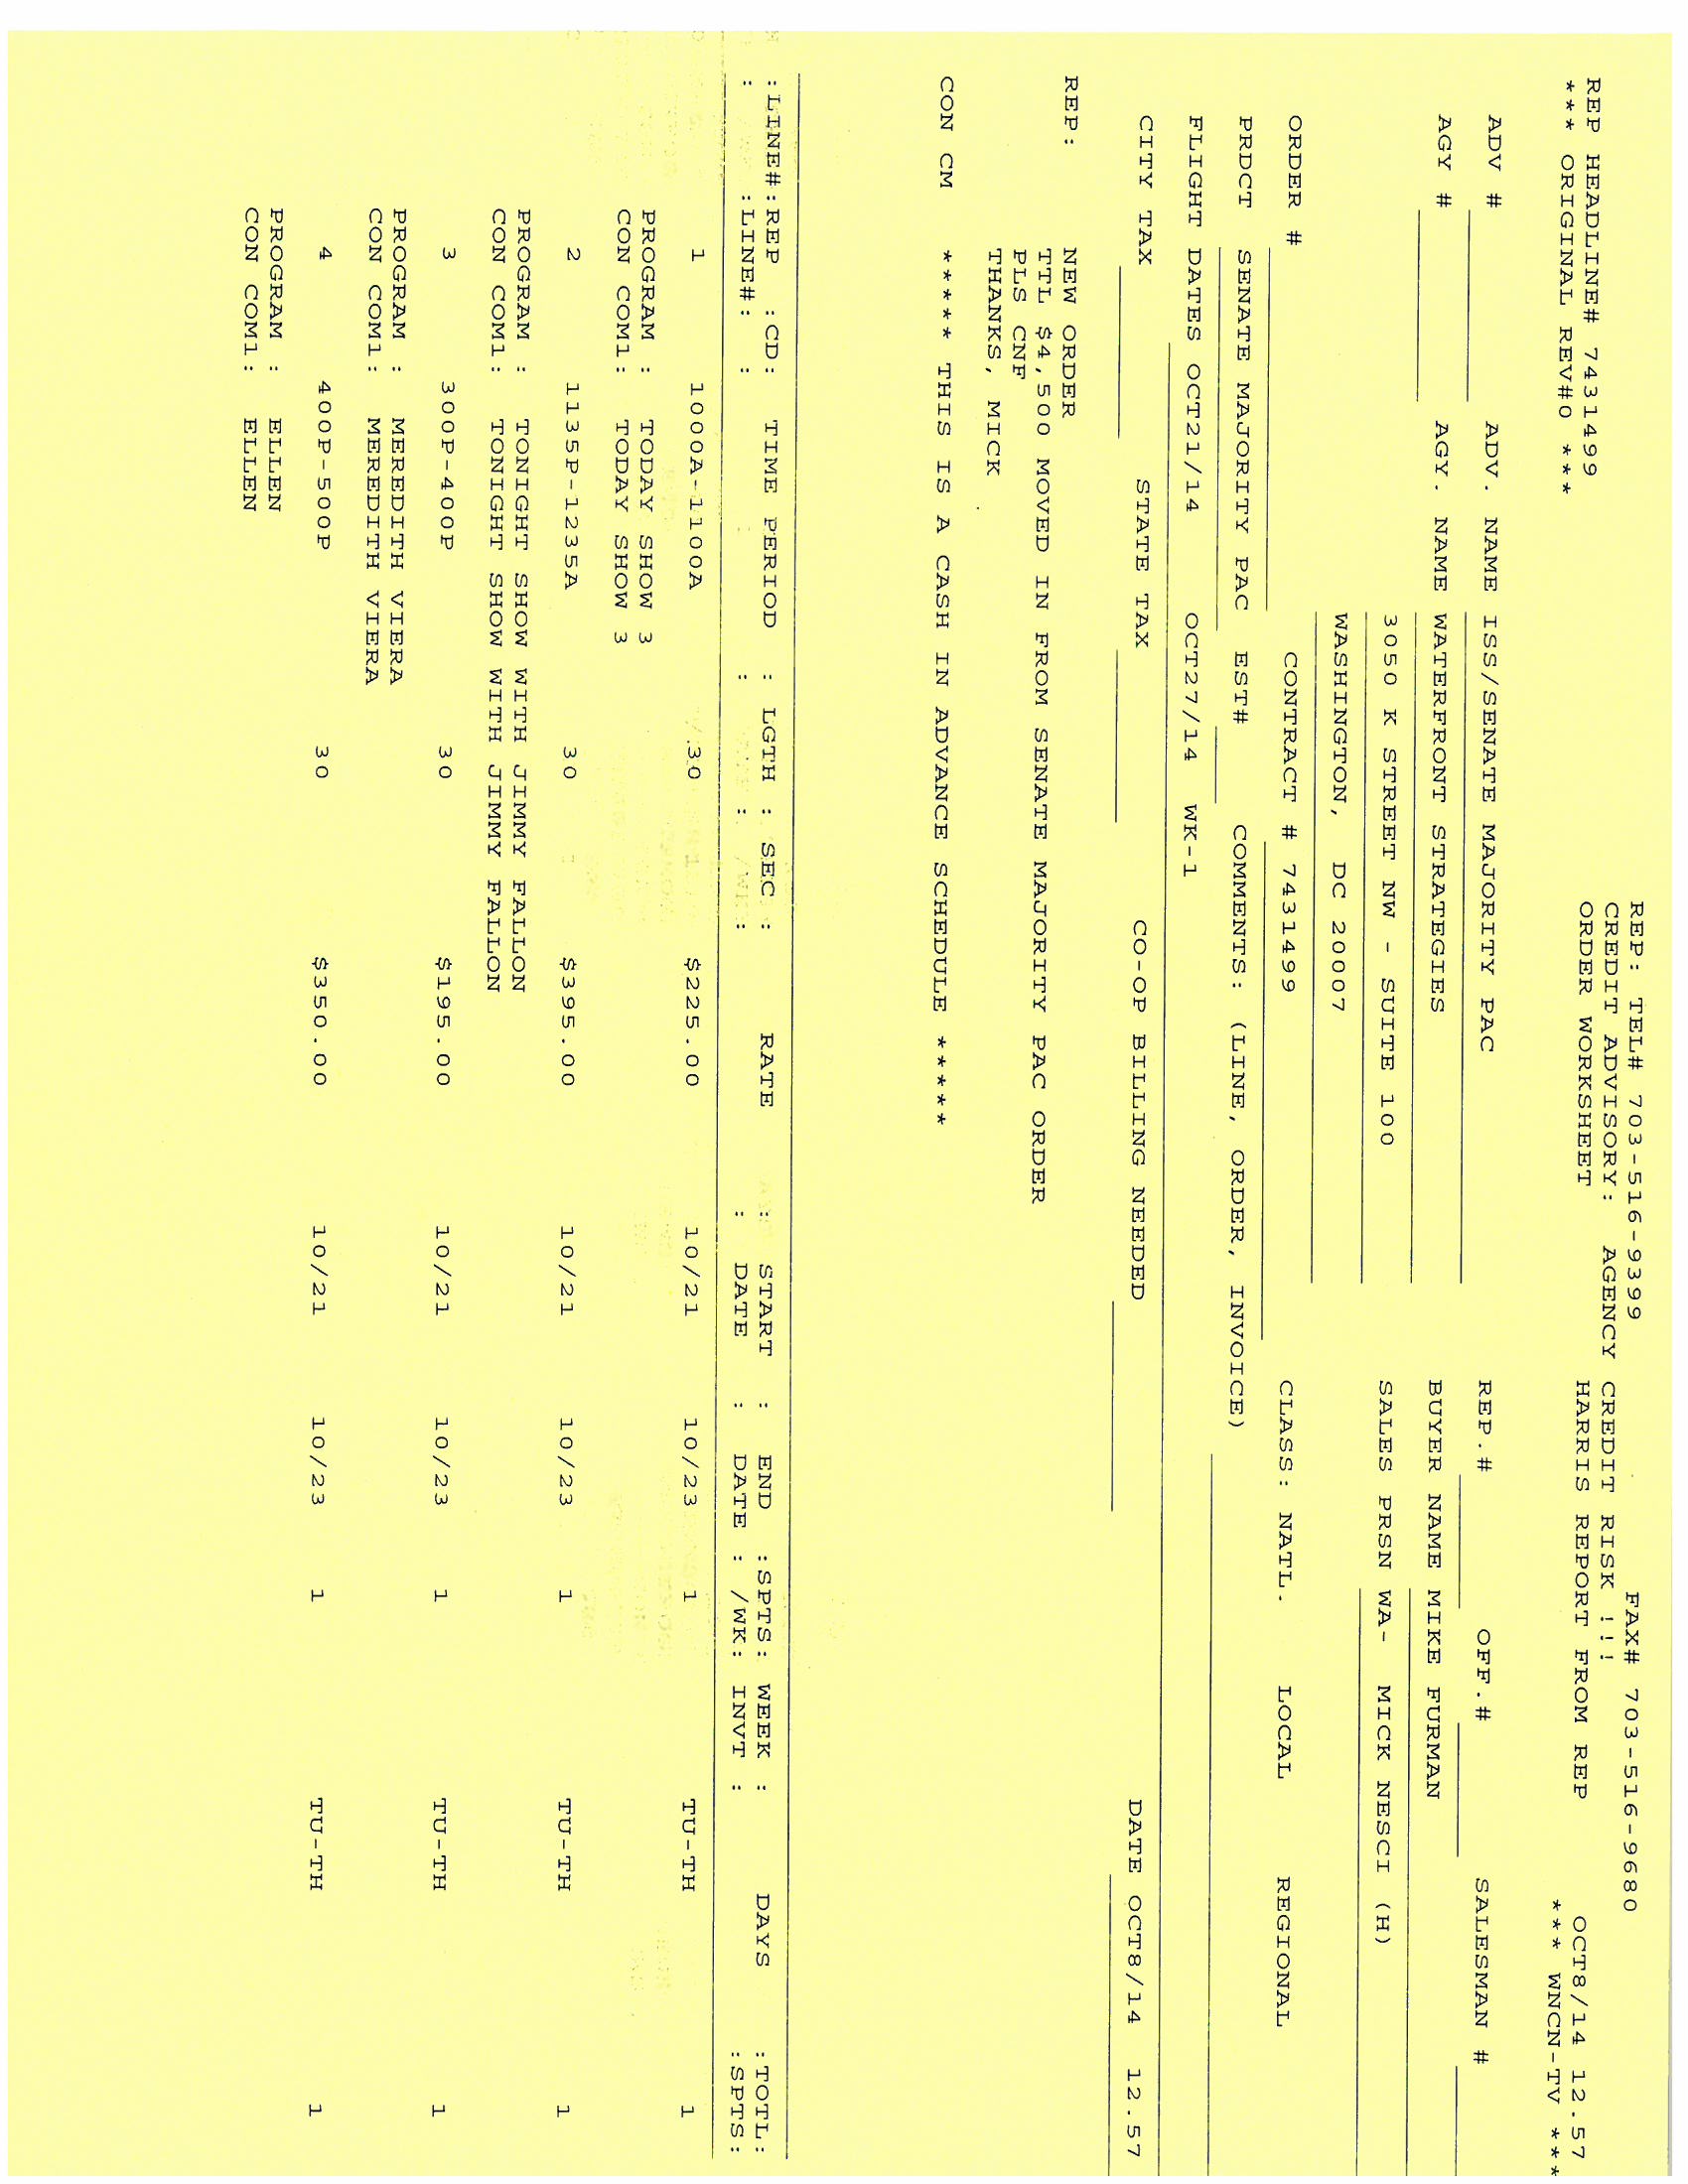 REP: TEL# 703-516-9399 FAX# 703-516-9680
CREDIT ADVISORY: AGENCY CREDIT RISK !!!
REP HEADLINE# 7431499 ORDER WORKSHEET HARRIS REPORT FROM REP OCT8/14 12.57
*** ORIGINAL REV#0 *** *** WNCN-TV ***
ADV # ADV. NAME ISS/SENATE MAJORITY PAC REP.# OFF.# SALESMAN #
AGY # AGY. NAME WATERFRONT STRATEGIES BUYER NAME MIKE FURMAN
3050 K STREET NW - SUITE 100 SALES PRSN WA- MICK NESCI (H)
WASHINGTON, DC 20007
ORDER # CONTRACT # 7431499 CLASS: NATL. LOCAL REGIONAL
PRDCT SENATE MAJORITY PAC EST# COMMENTS: (LINE, ORDER, INVOICE)
FLIGHT DATES OCT21/14 OCT27/14 WK-1
CITY TAX STATE TAX CO-OP BILLING NEEDED DATE OCT8/14 12.57
REP: NEW ORDER
TTL $4,500 MOVED IN FROM SENATE MAJORITY PAC ORDER
PLS CNF
THANKS, MICK
CON CM ***** THIS IS A CASH IN ADVANCE SCHEDULE *****
:LINE#:REP :CD: TIME PERIOD : LGTH : SEC : RATE : START : END :SPTS: WEEK : DAYS :TOTL:
: :LINE#: : : : : : DATE : DATE : /WK: INVT : :SPTS:
1 1000A-1100A 30 $225.00 10/21 10/23 1 TU-TH 1
PROGRAM : TODAY SHOW 3
CON COM1: TODAY SHOW 3
2 1135P-1235A 30 $395.00 10/21 10/23 1 TU-TH 1
PROGRAM : TONIGHT SHOW WITH JIMMY FALLON
CON COM1: TONIGHT SHOW WITH JIMMY FALLON
3 300P-400P 30 $195.00 10/21 10/23 1 TU-TH 1
PROGRAM : MEREDITH VIERA
CON COM1: MEREDITH VIERA
4 400P-500P 30 $350.00 10/21 10/23 1 TU-TH 1
PROGRAM : ELLEN
CON COM1: ELLEN